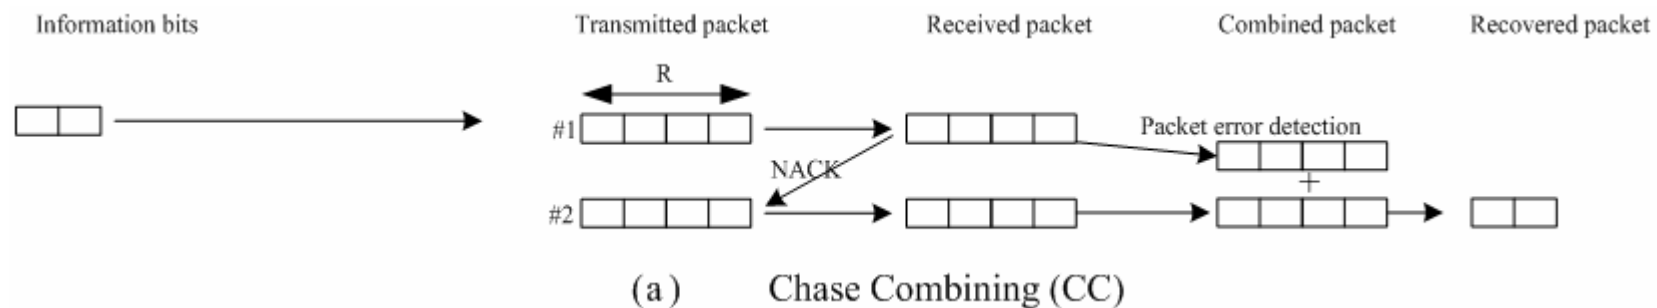 Information bits
Transmitted packet
Received packet
Combined packet
Recovered packet
R
#1
Packet error detection
NACK
+
#2
(a) Chase Combining (CC)